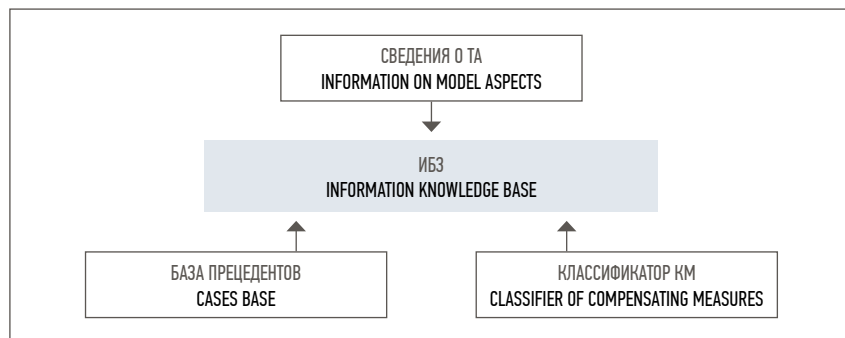 СВЕДЕНИЯ О ТА
INFORMATION ON MODEL ASPECTS
ИБЗ
INFORMATION KNOWLEDGE BASE
БАЗА ПРЕЦЕДЕНТОВ
CASES BASE
КЛАССИФИКАТОР КМ
CLASSIFIER OF COMPENSATING MEASURES